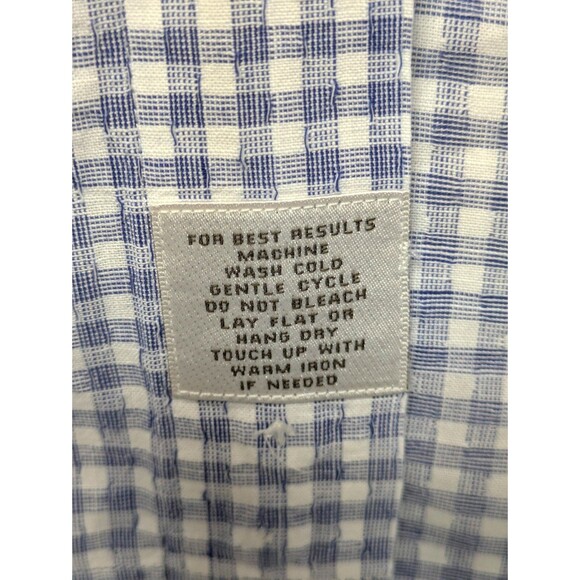 FOR BEST RESULTS
MACHINE
WASH COLD
GENTLE CYCLE
DO NOT BLEACH
LAY FLAT OR
HANG DRY
TOUCH UP WITH
WARM IRON
IF NEEDED